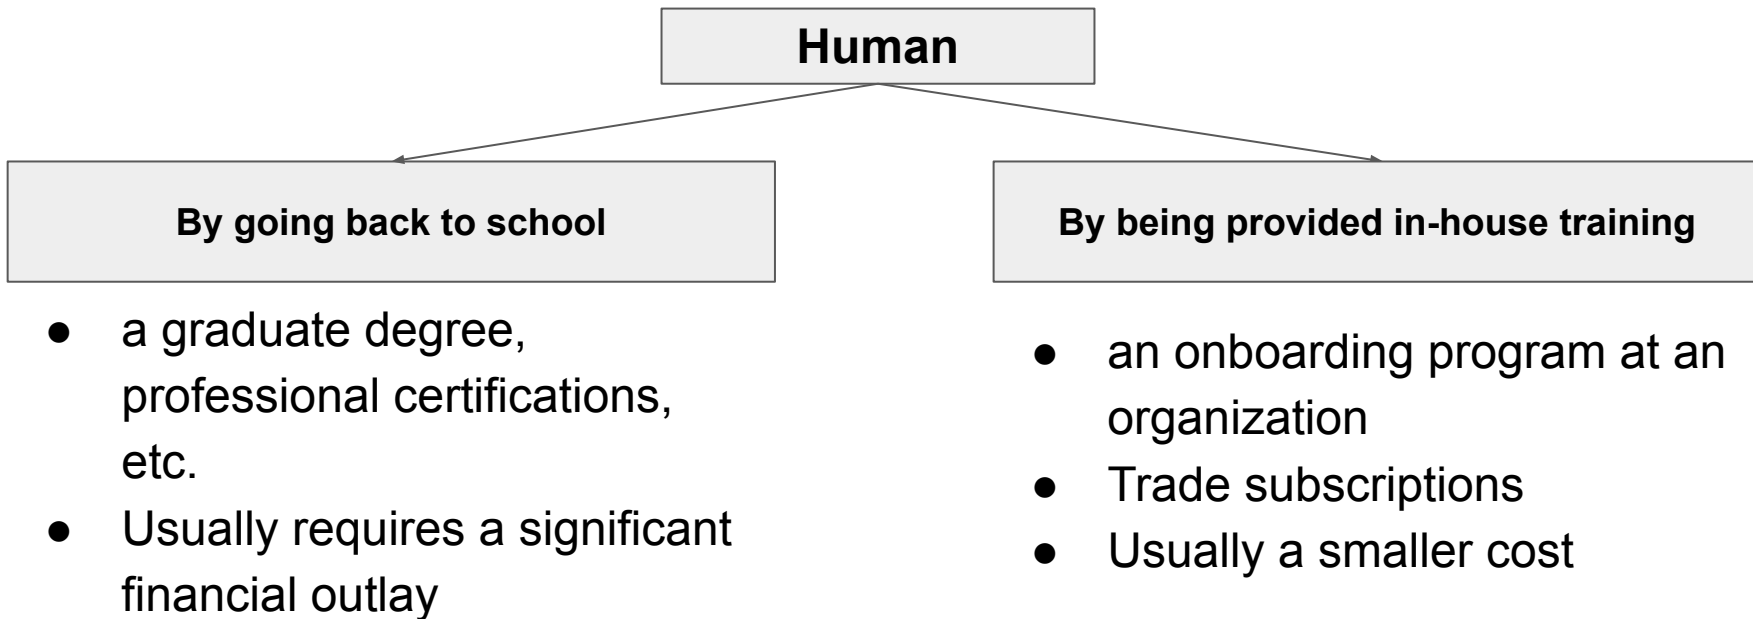 Human
By going back to school
● a graduate degree,
professional certifications,
etc.
● Usually requires a significant
financial outlay
By being provided in-house training
● an onboarding program at an
organization
● Trade subscriptions
● Usually a smaller cost